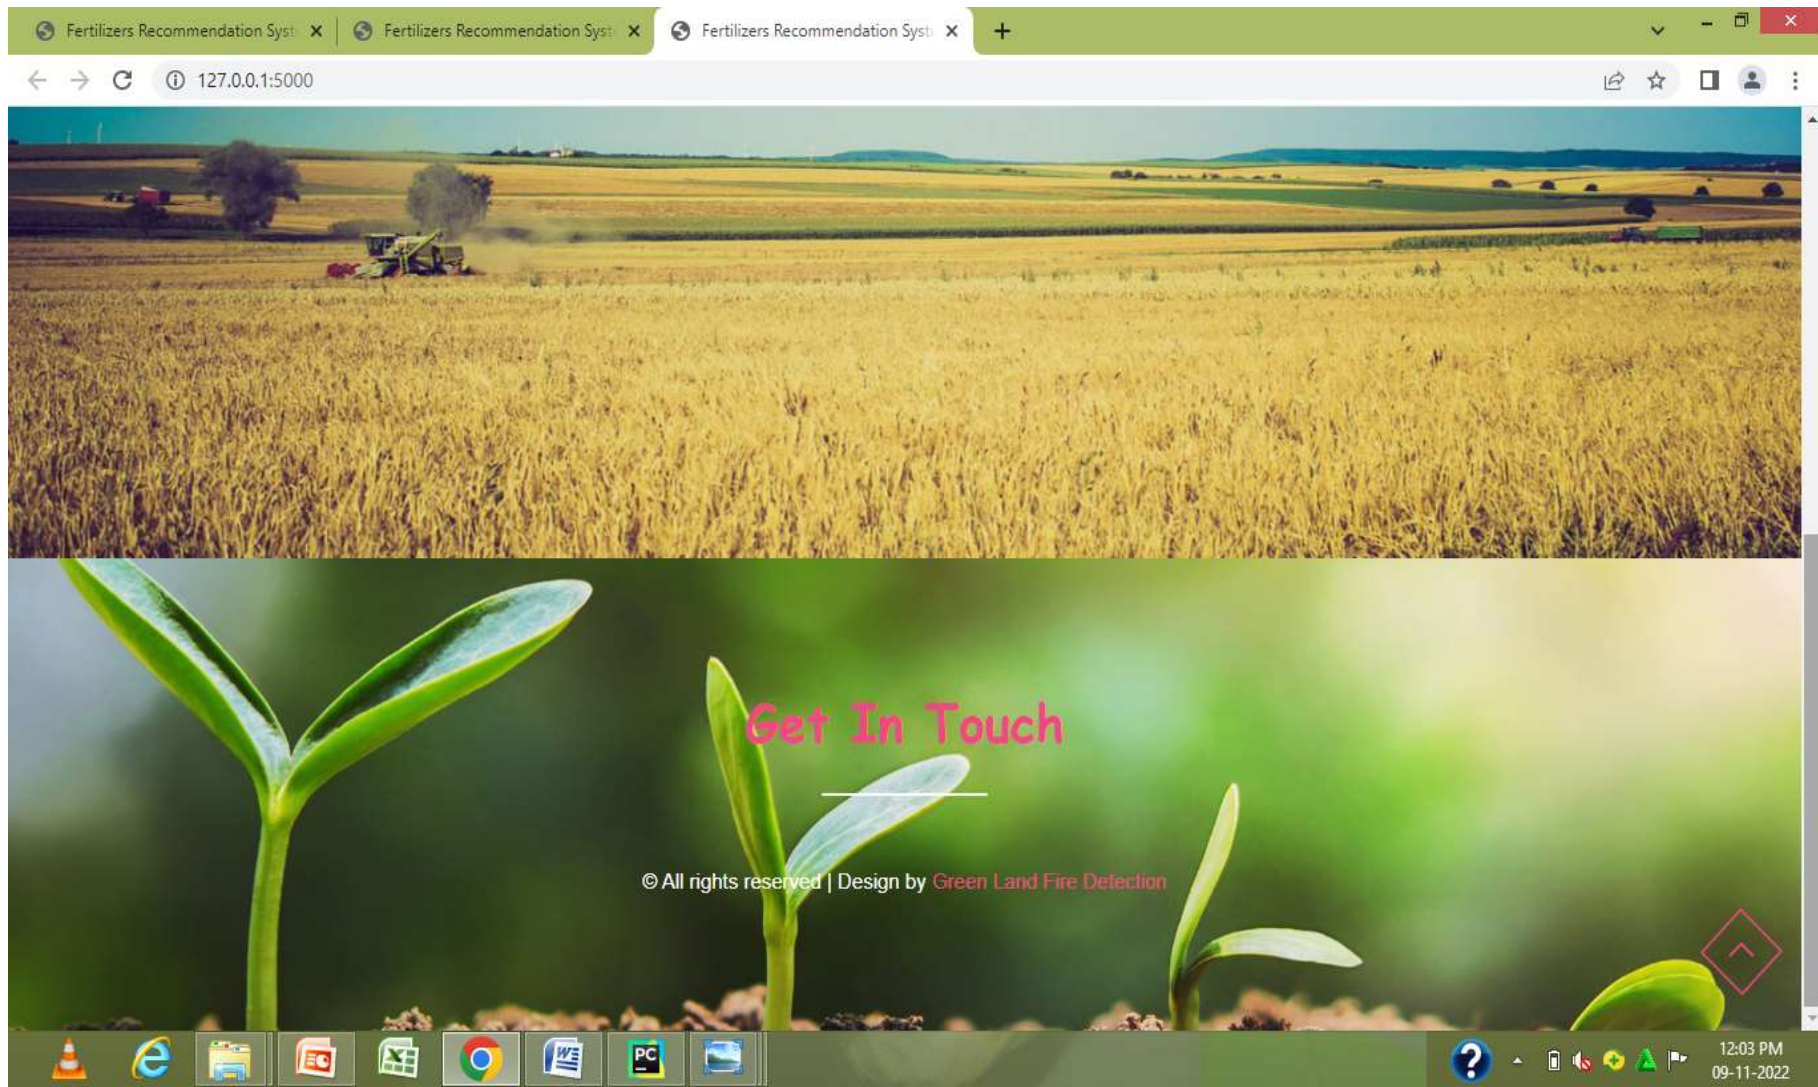 Fertilizers Recommendation Syst
Fertilizers Recommendation Syst
Fertilizers Recommendation Syst
127.0.0.1:5000
Get In Touch
© All rights reserved | Design by Green Land Fire Detection
PC
12:03 PM
09-11-2022